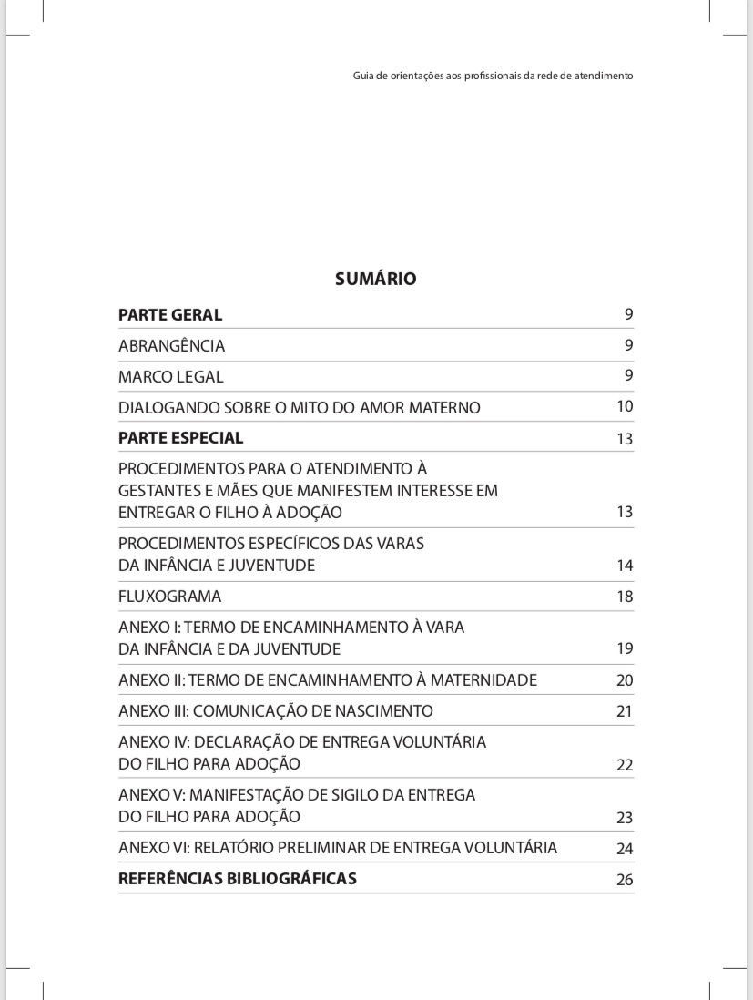 Guia de orientações aos profissionais da rede de atendimento
SUMÁRIO
PARTE GERAL 9
ABRANGÊNCIA 9
MARCO LEGAL 9
DIALOGANDO SOBRE O MITO DO AMOR MATERNO 10
PARTE ESPECIAL 13
PROCEDIMENTOS PARA O ATENDIMENTO À
GESTANTES E MÃES QUE MANIFESTEM INTERESSE EM
ENTREGAR O FILHO À ADOÇÃO 13
PROCEDIMENTOS ESPECÍFICOS DAS VARAS
DA INFÂNCIA E JUVENTUDE 14
FLUXOGRAMA 18
ANEXO I: TERMO DE ENCAMINHAMENTO À VARA
DA INFÂNCIA E DA JUVENTUDE 19
ANEXO II: TERMO DE ENCAMINHAMENTO À MATERNIDADE 20
ANEXO III: COMUNICAÇÃO DE NASCIMENTO 21
ANEXO IV: DECLARAÇÃO DE ENTREGA VOLUNTÁRIA
DO FILHO PARA ADOÇÃO 22
ANEXO V: MANIFESTAÇÃO DE SIGILO DA ENTREGA
DO FILHO PARA ADOÇÃO 23
ANEXO VI: RELATÓRIO PRELIMINAR DE ENTREGA VOLUNTÁRIA 24
REFERÊNCIAS BIBLIOGRÁFICAS 26